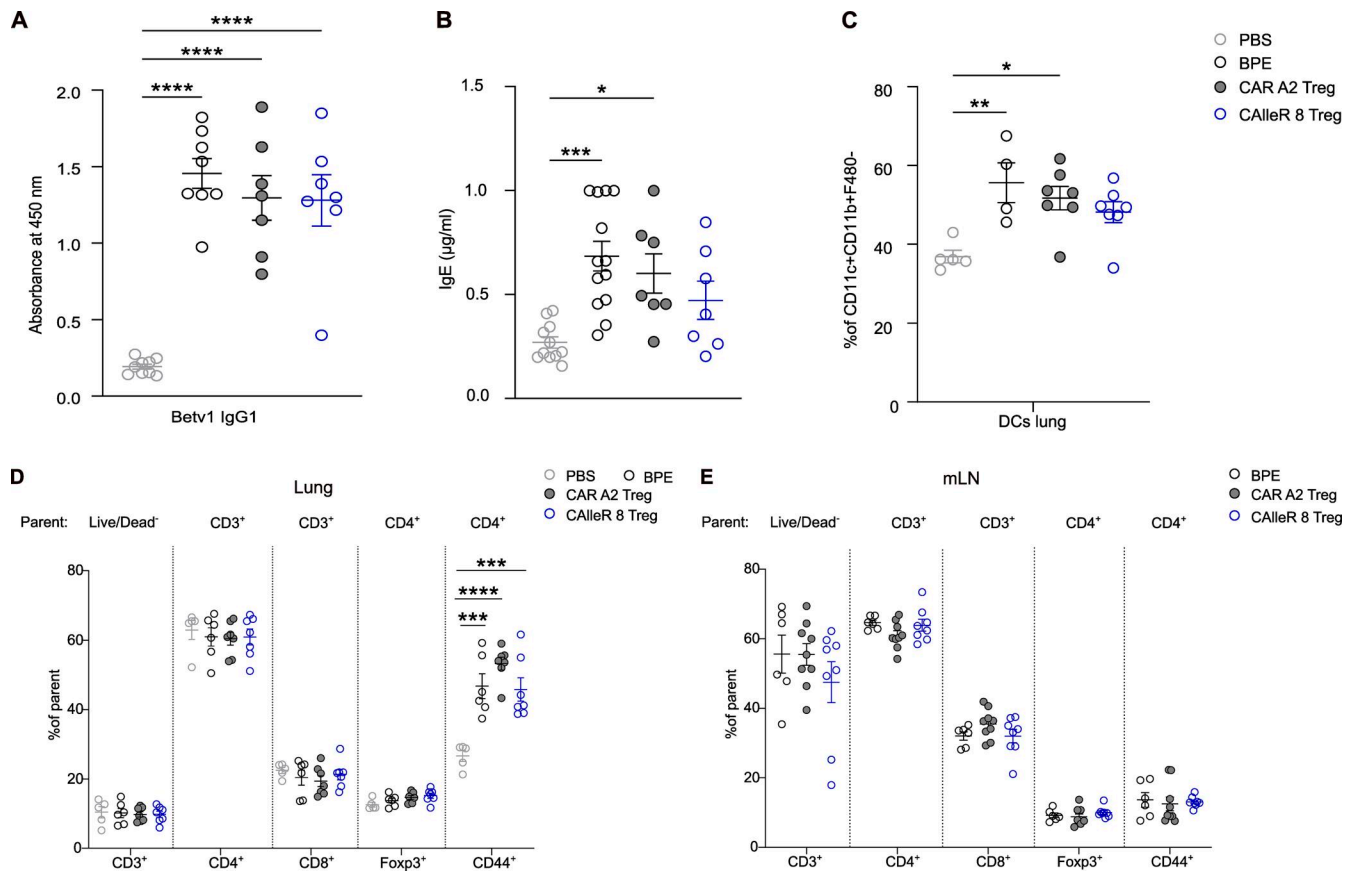 A
****
****
****
2.0
1.5
1.0
0.5
0.0
Absorbance at 450 nm
Betv1 IgG1
B
*
***
1.5
1.0
0.5
0.0
IgE (µg/ml)
C
*
**
80
60
40
20
0
%of CD11c+CD11b+F480-
DCs lung
PBS
BPE
CAR A2 Treg
CAlleR 8 Treg
D
Lung
PBS BPE
CAR A2 Treg
CAlleR 8 Treg
Parent: Live/Dead⁻ CD3⁺ CD3⁺ CD4⁺ CD4⁺
***
****
***
80
60
40
20
0
%of parent
CD3⁺ CD4⁺ CD8⁺ Foxp3⁺ CD44⁺
E
mLN
BPE
CAR A2 Treg
CAlleR 8 Treg
Parent: Live/Dead⁻ CD3⁺ CD3⁺ CD4⁺ CD4⁺
80
60
40
20
0
%of parent
CD3⁺ CD4⁺ CD8⁺ Foxp3⁺ CD44⁺